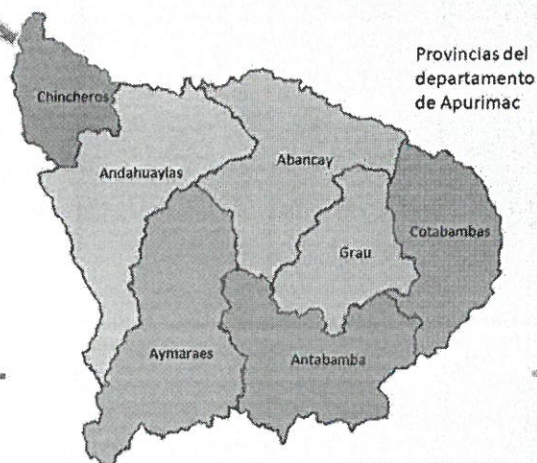 Provincias del
departamento
de Apurimac
Chincheros
Andahuaylas
Abancay
Cotabambas
Grau
Aymaraes
Antabamba